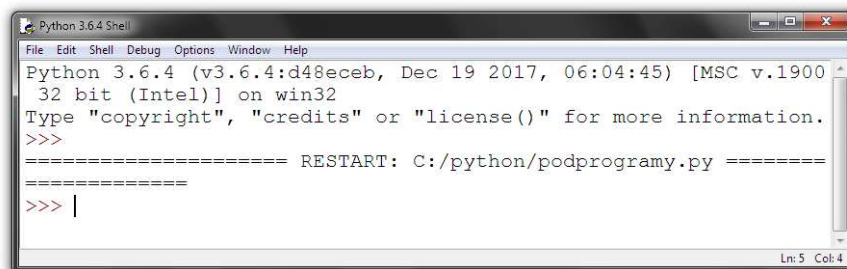 Python 3.6.4 Shell
File Edit Shell Debug Options Window Help
Python 3.6.4 (v3.6.4:d48eceb, Dec 19 2017, 06:04:45) [MSC v.1900
 32 bit (Intel)] on win32
Type "copyright", "credits" or "license()" for more information.
>>>
===================== RESTART: C:/python/podprogramy.py ========
=============
>>>
Ln: 5 Col: 4